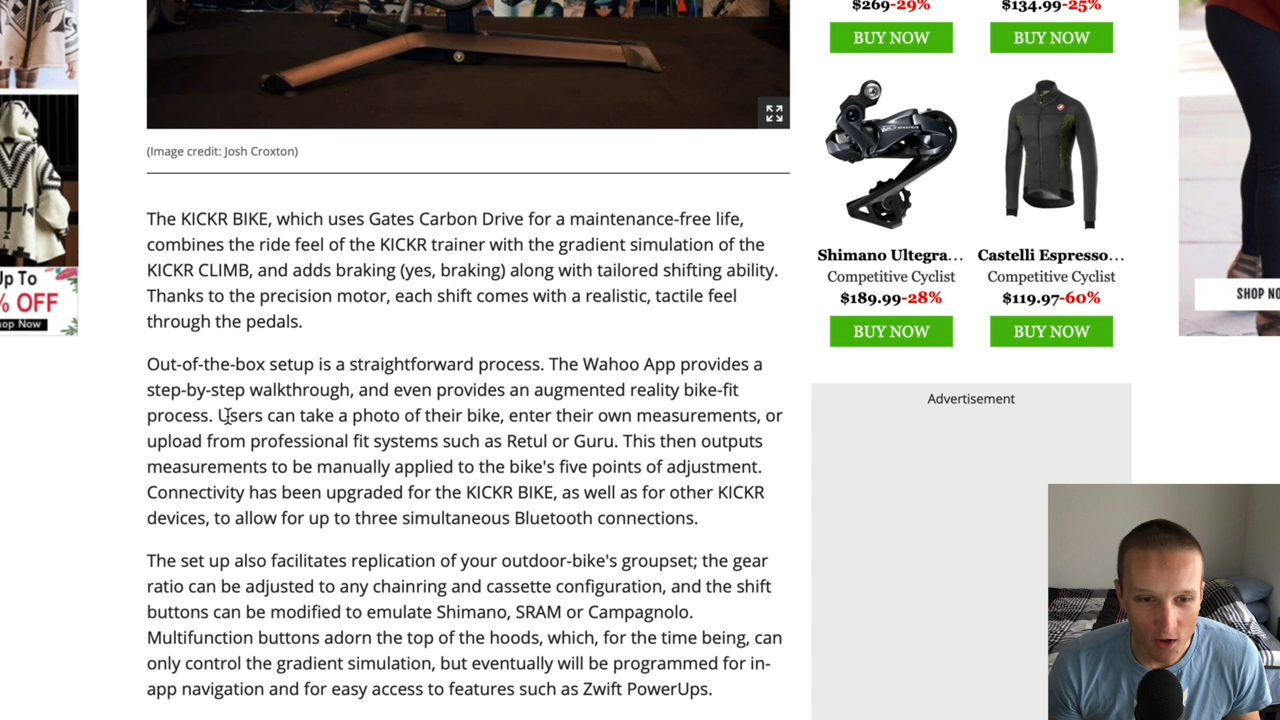 $269-29%
$134.99-25%
BUY NOW
BUY NOW
(Image credit: Josh Croxton)
The KICKR BIKE, which uses Gates Carbon Drive for a maintenance-free life,
combines the ride feel of the KICKR trainer with the gradient simulation of the
KICKR CLIMB, and adds braking (yes, braking) along with tailored shifting ability.
Thanks to the precision motor, each shift comes with a realistic, tactile feel
through the pedals.
Out-of-the-box setup is a straightforward process. The Wahoo App provides a
step-by-step walkthrough, and even provides an augmented reality bike-fit
process. Users can take a photo of their bike, enter their own measurements, or
upload from professional fit systems such as Retul or Guru. This then outputs
measurements to be manually applied to the bike's five points of adjustment.
Connectivity has been upgraded for the KICKR BIKE, as well as for other KICKR
devices, to allow for up to three simultaneous Bluetooth connections.
The set up also facilitates replication of your outdoor-bike's groupset; the gear
ratio can be adjusted to any chainring and cassette configuration, and the shift
buttons can be modified to emulate Shimano, SRAM or Campagnolo.
Multifunction buttons adorn the top of the hoods, which, for the time being, can
only control the gradient simulation, but eventually will be programmed for in-
app navigation and for easy access to features such as Zwift PowerUps.
Shimano Ultegra...
Competitive Cyclist
$189.99-28%
BUY NOW
Castelli Espresso...
Competitive Cyclist
$119.97-60%
BUY NOW
Advertisement
Up To
% OFF
hop Now
SHOP NO